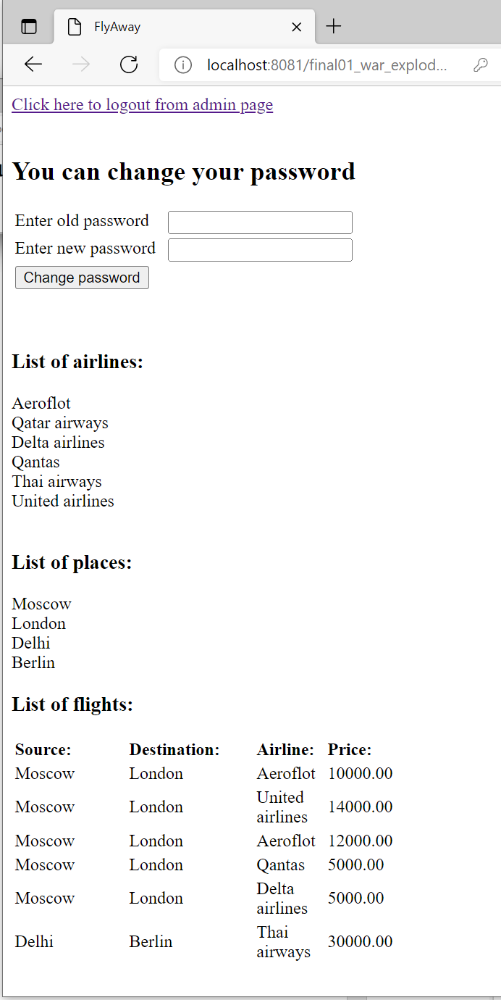 FlyAway
localhost:8081/final01_war_explod...
Click here to logout from admin page
You can change your password
Enter old password
Enter new password
Change password
List of airlines:
Aeroflot
Qatar airways
Delta airlines
Qantas
Thai airways
United airlines
List of places:
Moscow
London
Delhi
Berlin
List of flights:
Source: Destination: Airline: Price:
Moscow London Aeroflot 10000.00
Moscow London United airlines 14000.00
Moscow London Aeroflot 12000.00
Moscow London Qantas 5000.00
Moscow London Delta airlines 5000.00
Delhi Berlin Thai airways 30000.00